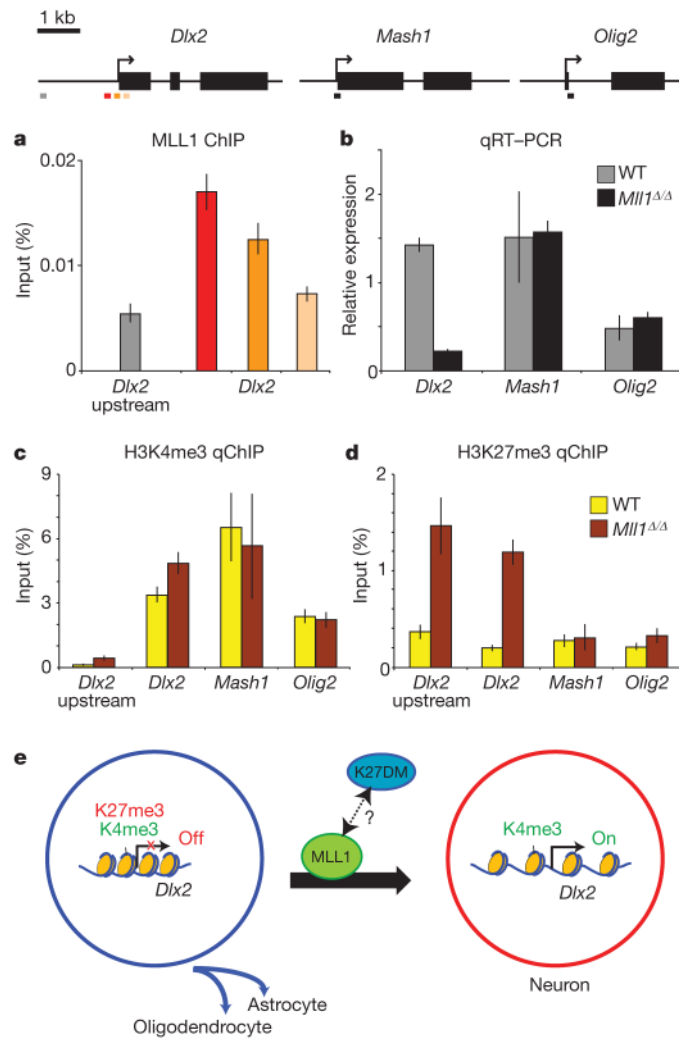 1 kb
Dlx2 Mash1 Olig2
a MLL1 ChIP
0.02
0.01
0
Input (%)
Dlx2 upstream Dlx2
b qRT–PCR
WT
Mll1Δ/Δ
2
1
0
Relative expression
Dlx2 Mash1 Olig2
c H3K4me3 qChIP
9
6
3
0
Input (%)
Dlx2 upstream Dlx2 Mash1 Olig2
d H3K27me3 qChIP
WT
Mll1Δ/Δ
2
1
0
Input (%)
Dlx2 upstream Dlx2 Mash1 Olig2
e
K27me3
K4me3 Off
x
Dlx2
K27DM
?
MLL1
K4me3 On
Dlx2
Neuron
Astrocyte
Oligodendrocyte